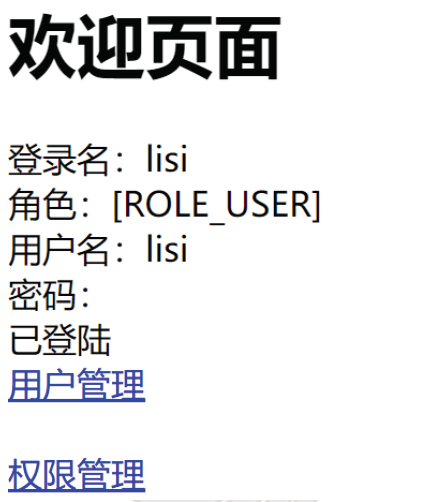 欢迎页面
登录名：lisi
角色：[ROLE_USER]
用户名：lisi
密码：
已登陆
用户管理
权限管理